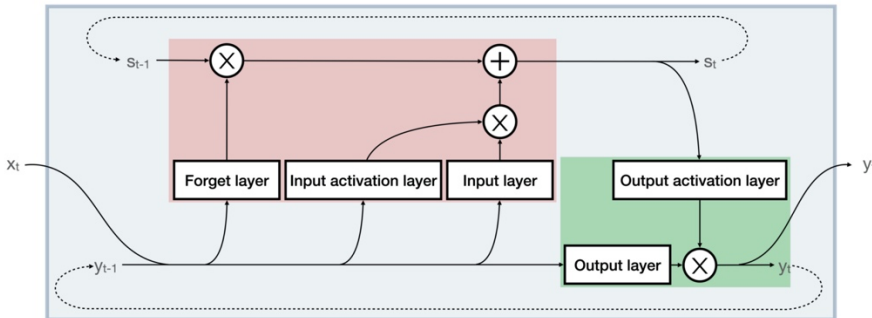 sₜ₋₁
×
+
sₜ
×
xₜ
Forget layer
Input activation layer
Input layer
Output activation layer
y
yₜ₋₁
Output layer
×
yₜ